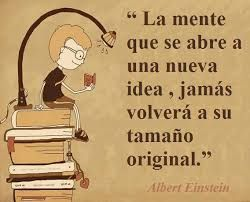 “ La mente
que se abre a
una nueva
idea , jamás
volverá a su
tamaño
original.”
Albert Einstein